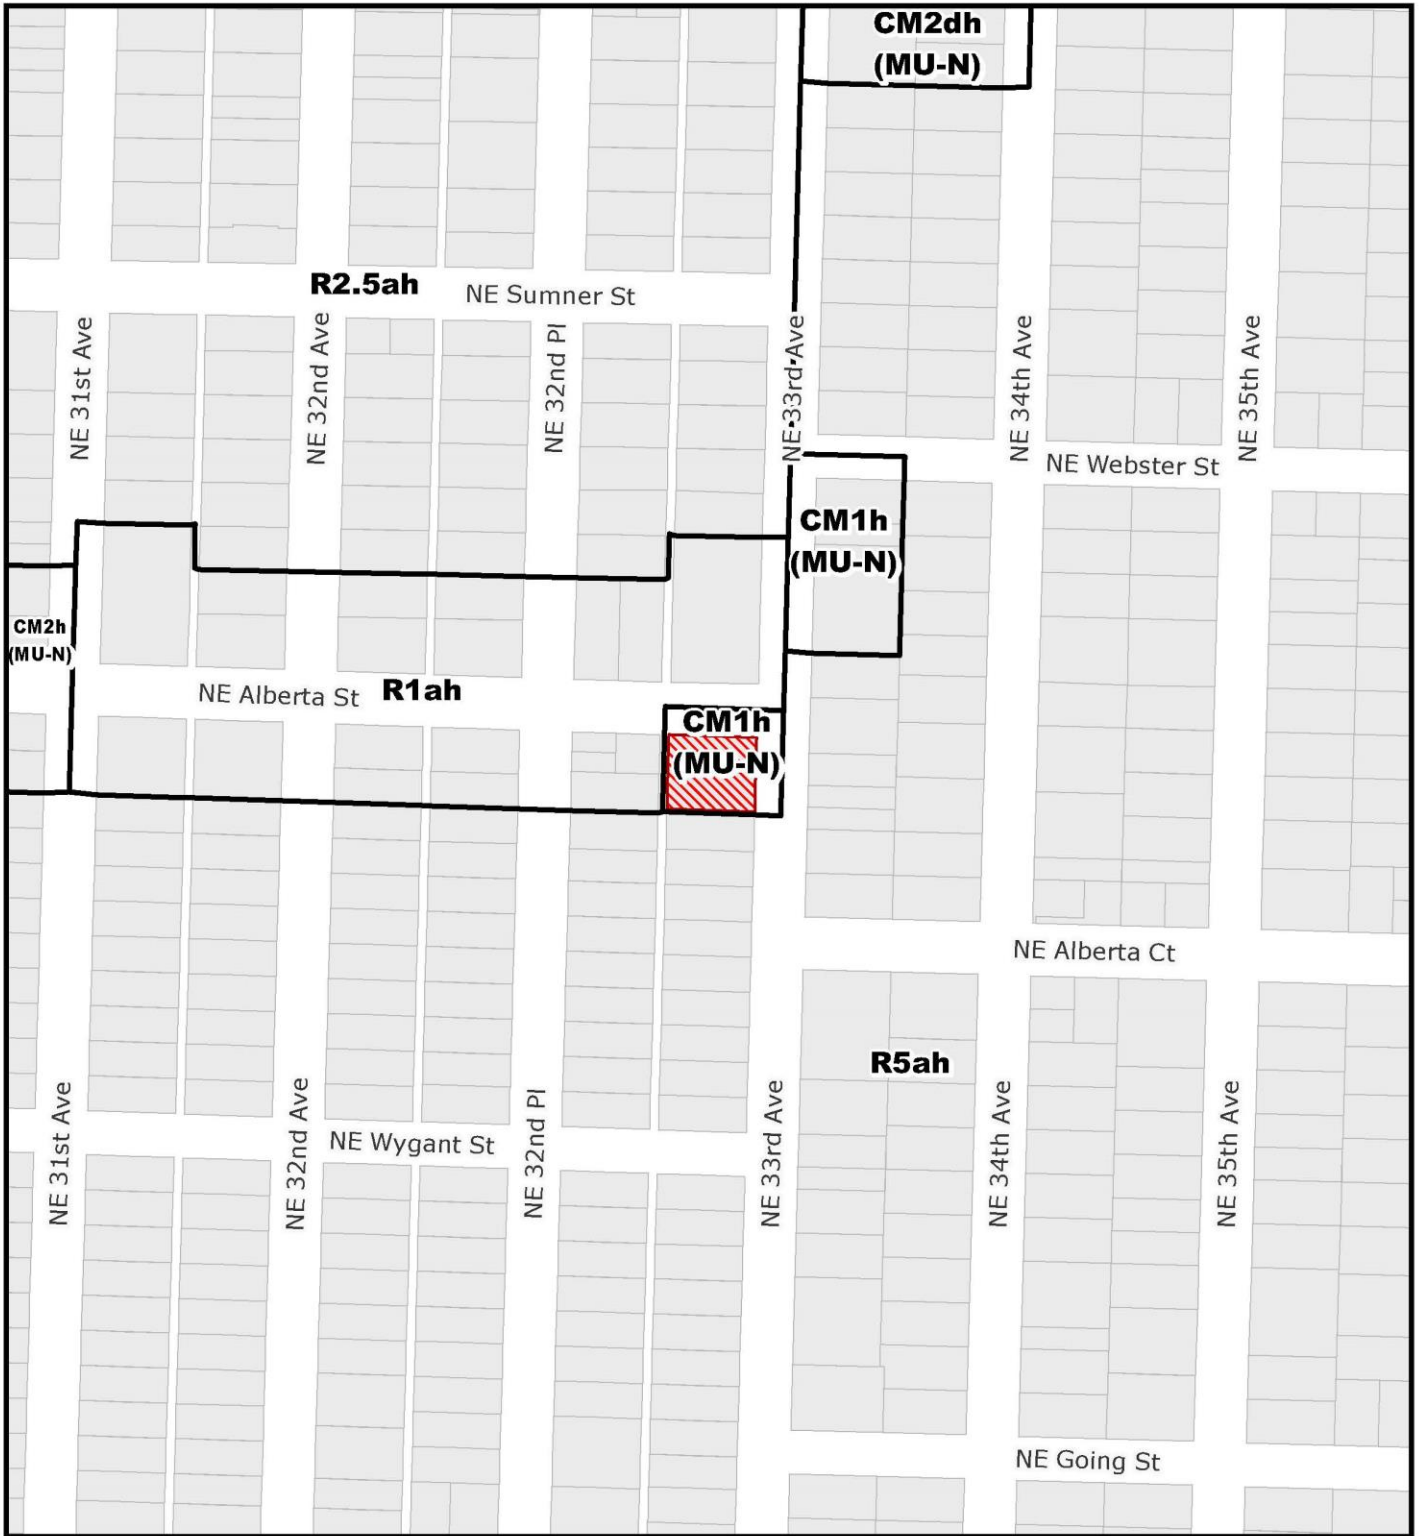 CM2dh
(MU-N)
R2.5ah
NE Sumner St
NE 31st Ave
NE 32nd Ave
NE 32nd Pl
NE 33rd Ave
NE 34th Ave
NE 35th Ave
NE Webster St
CM1h
(MU-N)
CM2h
(MU-N)
NE Alberta St
R1ah
CM1h
(MU-N)
NE Alberta Ct
R5ah
NE 31st Ave
NE 32nd Ave
NE 32nd Pl
NE 33rd Ave
NE 34th Ave
NE 35th Ave
NE Wygant St
NE Going St